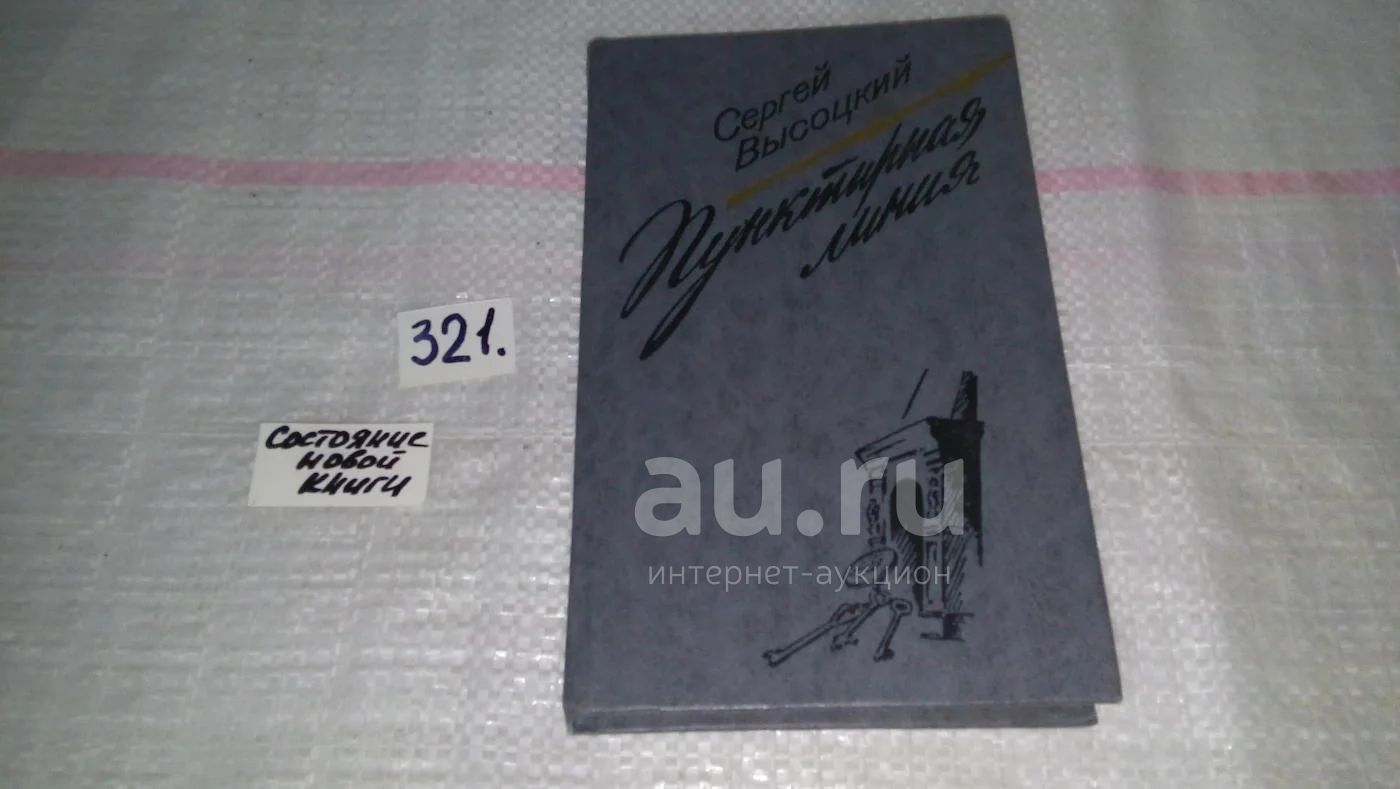 Сергей
Высоцкий
Пунктирная
линия
321.
Состояние
новой
книги
au.ru
интернет-аукцион